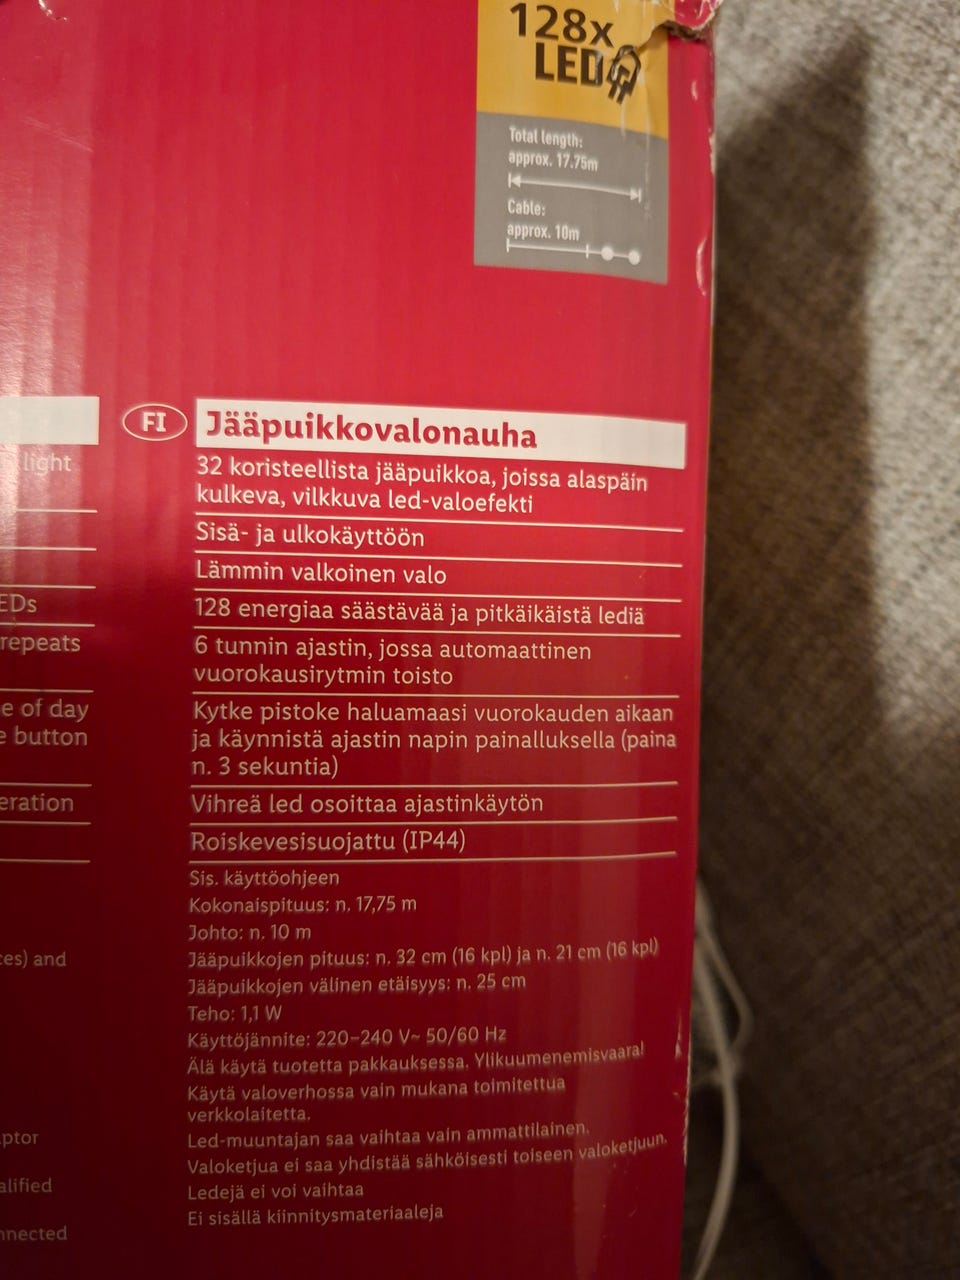 128x
LED
Total length:
approx. 17.75m
Cable:
approx. 10m
light
EDs
repeats
e of day
e button
eration
ces) and
ptor
alified
nnected
FI
Jääpuikkovalonauha
32 koristeellista jääpuikkoa, joissa alaspäin
kulkeva, vilkkuva led-valoefekti
Sisä- ja ulkokäyttöön
Lämmin valkoinen valo
128 energiaa säästävää ja pitkäikäistä lediä
6 tunnin ajastin, jossa automaattinen
vuorokausirytmin toisto
Kytke pistoke haluamaasi vuorokauden aikaan
ja käynnistä ajastin napin painalluksella (paina
n. 3 sekuntia)
Vihreä led osoittaa ajastinkäytön
Roiskevesisuojattu (IP44)
Sis. käyttöohjeen
Kokonaispituus: n. 17,75 m
Johto: n. 10 m
Jääpuikkojen pituus: n. 32 cm (16 kpl) ja n. 21 cm (16 kpl)
Jääpuikkojen välinen etäisyys: n. 25 cm
Teho: 1,1 W
Käyttöjännite: 220–240 V~ 50/60 Hz
Älä käytä tuotetta pakkauksessa. Ylikuumenemisvaara!
Käytä valoverhossa vain mukana toimitettua
verkkolaitetta.
Led-muuntajan saa vaihtaa vain ammattilainen.
Valoketjua ei saa yhdistää sähköisesti toiseen valoketjuun.
Ledejä ei voi vaihtaa
Ei sisällä kiinnitysmateriaaleja